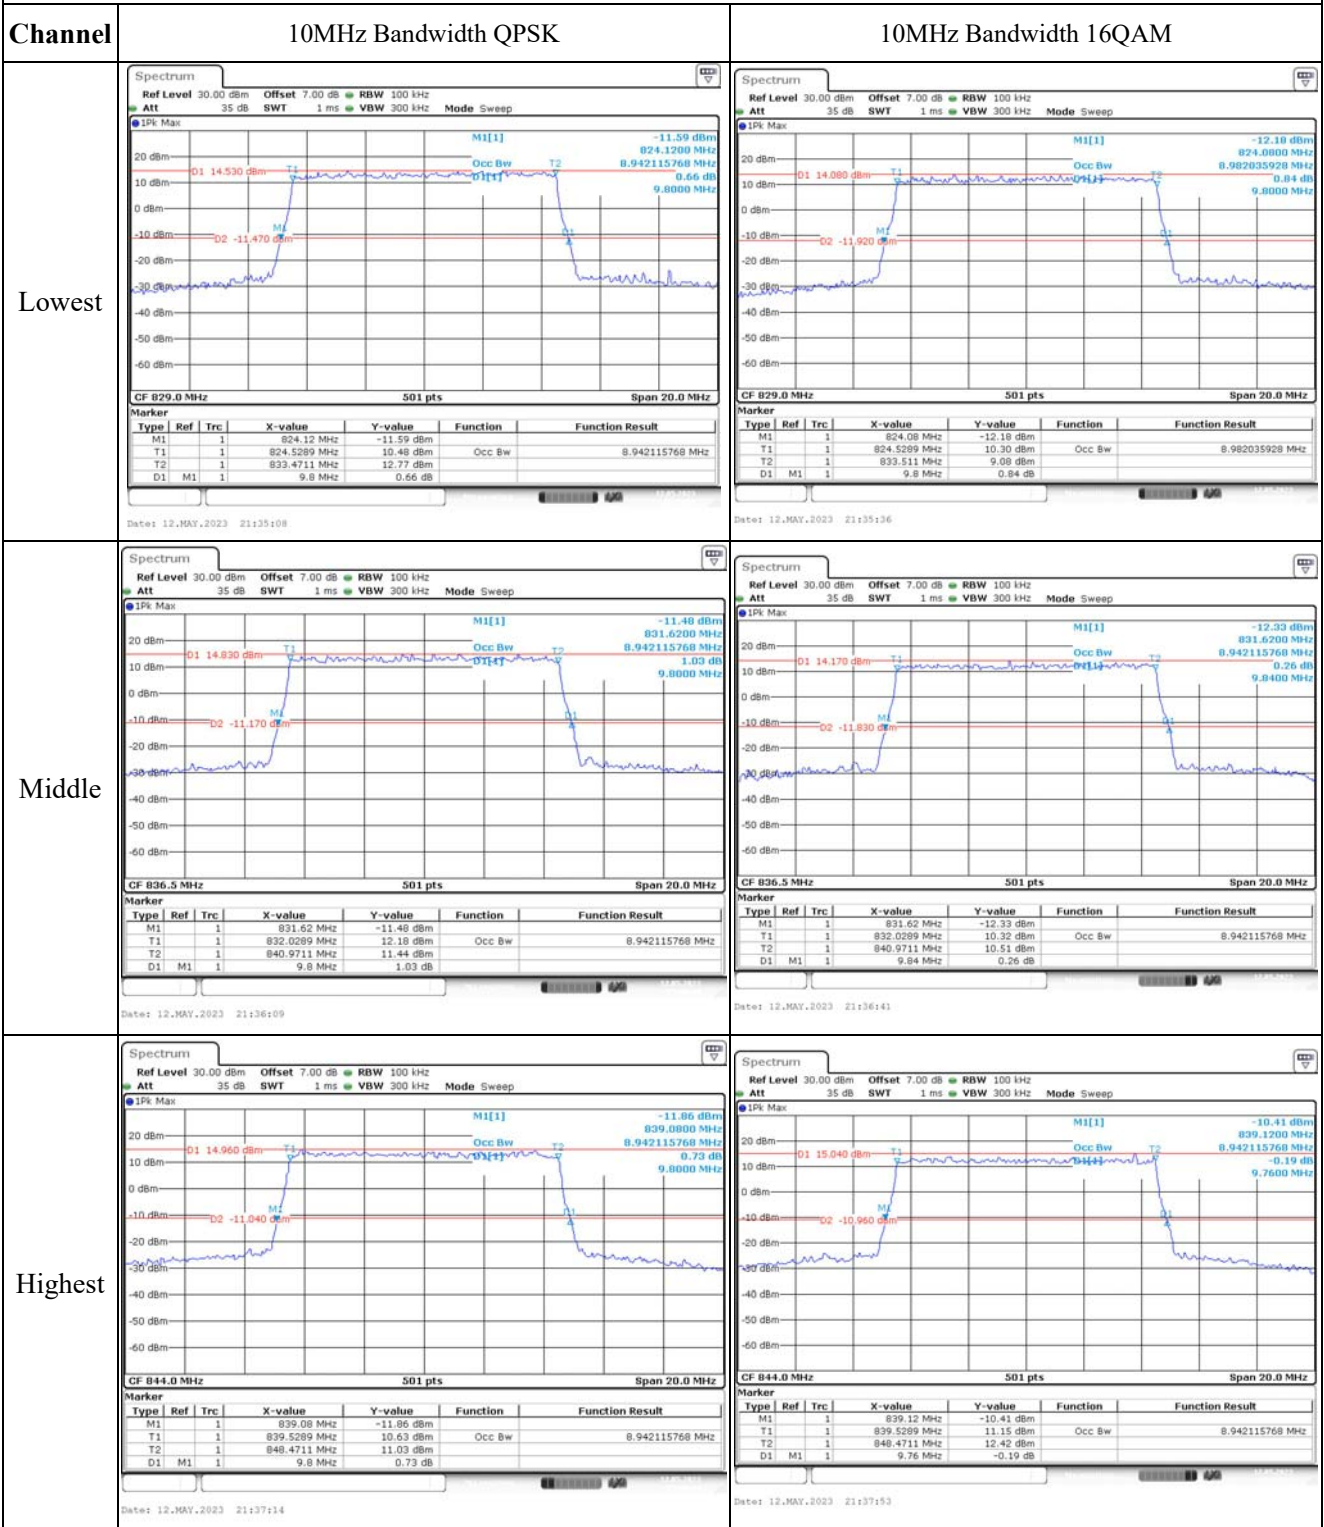 Channel 10MHz Bandwidth QPSK 10MHz Bandwidth 16QAM
Lowest
Spectrum
Ref Level 30.00 dBm Offset 7.00 dB RBW 100 kHz
Att 35 dB SWT 1 ms VBW 300 kHz Mode Sweep
1Pk Max
M1[1] -11.59 dBm
824.1200 MHz
Occ Bw 8.942115768 MHz
D1[1] 0.66 dB
9.8000 MHz
20 dBm
D1 14.530 dBm
T1
T2
10 dBm
0 dBm
-10 dBm
M1
D1
D2 -11.470 dBm
-20 dBm
-30 dBm
-40 dBm
-50 dBm
-60 dBm
CF 829.0 MHz 501 pts Span 20.0 MHz
Marker
Type Ref Trc X-value Y-value Function Function Result
M1 1 824.12 MHz -11.59 dBm
T1 1 824.5289 MHz 10.48 dBm Occ Bw 8.942115768 MHz
T2 1 833.4711 MHz 12.77 dBm
D1 M1 1 9.8 MHz 0.66 dB
Date: 12.MAY.2023 21:35:08
Spectrum
Ref Level 30.00 dBm Offset 7.00 dB RBW 100 kHz
Att 35 dB SWT 1 ms VBW 300 kHz Mode Sweep
1Pk Max
M1[1] -12.18 dBm
824.0800 MHz
Occ Bw 8.982035928 MHz
D1[1] 0.84 dB
9.8000 MHz
20 dBm
D1 14.080 dBm
T1
T2
10 dBm
0 dBm
-10 dBm
M1
D1
D2 -11.920 dBm
-20 dBm
-30 dBm
-40 dBm
-50 dBm
-60 dBm
CF 829.0 MHz 501 pts Span 20.0 MHz
Marker
Type Ref Trc X-value Y-value Function Function Result
M1 1 824.08 MHz -12.18 dBm
T1 1 824.5289 MHz 10.30 dBm Occ Bw 8.982035928 MHz
T2 1 833.511 MHz 9.08 dBm
D1 M1 1 9.8 MHz 0.84 dB
Date: 12.MAY.2023 21:35:36
Middle
Spectrum
Ref Level 30.00 dBm Offset 7.00 dB RBW 100 kHz
Att 35 dB SWT 1 ms VBW 300 kHz Mode Sweep
1Pk Max
M1[1] -11.48 dBm
831.6200 MHz
Occ Bw 8.942115768 MHz
D1[1] 1.03 dB
9.8000 MHz
20 dBm
D1 14.830 dBm
T1
T2
10 dBm
0 dBm
-10 dBm
M1
D1
D2 -11.170 dBm
-20 dBm
-30 dBm
-40 dBm
-50 dBm
-60 dBm
CF 836.5 MHz 501 pts Span 20.0 MHz
Marker
Type Ref Trc X-value Y-value Function Function Result
M1 1 831.62 MHz -11.48 dBm
T1 1 832.0289 MHz 12.18 dBm Occ Bw 8.942115768 MHz
T2 1 840.9711 MHz 11.44 dBm
D1 M1 1 9.8 MHz 1.03 dB
Date: 12.MAY.2023 21:36:09
Spectrum
Ref Level 30.00 dBm Offset 7.00 dB RBW 100 kHz
Att 35 dB SWT 1 ms VBW 300 kHz Mode Sweep
1Pk Max
M1[1] -12.33 dBm
831.6200 MHz
Occ Bw 8.942115768 MHz
D1[1] 0.26 dB
9.8400 MHz
20 dBm
D1 14.170 dBm
T1
T2
10 dBm
0 dBm
-10 dBm
M1
D1
D2 -11.830 dBm
-20 dBm
-30 dBm
-40 dBm
-50 dBm
-60 dBm
CF 836.5 MHz 501 pts Span 20.0 MHz
Marker
Type Ref Trc X-value Y-value Function Function Result
M1 1 831.62 MHz -12.33 dBm
T1 1 832.0289 MHz 10.32 dBm Occ Bw 8.942115768 MHz
T2 1 840.9711 MHz 10.51 dBm
D1 M1 1 9.84 MHz 0.26 dB
Date: 12.MAY.2023 21:36:41
Highest
Spectrum
Ref Level 30.00 dBm Offset 7.00 dB RBW 100 kHz
Att 35 dB SWT 1 ms VBW 300 kHz Mode Sweep
1Pk Max
M1[1] -11.86 dBm
839.0800 MHz
Occ Bw 8.942115768 MHz
D1[1] 0.73 dB
9.8000 MHz
20 dBm
D1 14.960 dBm
T1
T2
10 dBm
0 dBm
-10 dBm
M1
D1
D2 -11.040 dBm
-20 dBm
-30 dBm
-40 dBm
-50 dBm
-60 dBm
CF 844.0 MHz 501 pts Span 20.0 MHz
Marker
Type Ref Trc X-value Y-value Function Function Result
M1 1 839.08 MHz -11.86 dBm
T1 1 839.5289 MHz 10.63 dBm Occ Bw 8.942115768 MHz
T2 1 848.4711 MHz 11.03 dBm
D1 M1 1 9.8 MHz 0.73 dB
Date: 12.MAY.2023 21:37:14
Spectrum
Ref Level 30.00 dBm Offset 7.00 dB RBW 100 kHz
Att 35 dB SWT 1 ms VBW 300 kHz Mode Sweep
1Pk Max
M1[1] -10.41 dBm
839.1200 MHz
Occ Bw 8.942115768 MHz
D1[1] -0.19 dB
9.7600 MHz
20 dBm
D1 15.040 dBm
T1
T2
10 dBm
0 dBm
-10 dBm
M1
D1
D2 -10.960 dBm
-20 dBm
-30 dBm
-40 dBm
-50 dBm
-60 dBm
CF 844.0 MHz 501 pts Span 20.0 MHz
Marker
Type Ref Trc X-value Y-value Function Function Result
M1 1 839.12 MHz -10.41 dBm
T1 1 839.5289 MHz 11.15 dBm Occ Bw 8.942115768 MHz
T2 1 848.4711 MHz 12.42 dBm
D1 M1 1 9.76 MHz -0.19 dB
Date: 12.MAY.2023 21:37:53